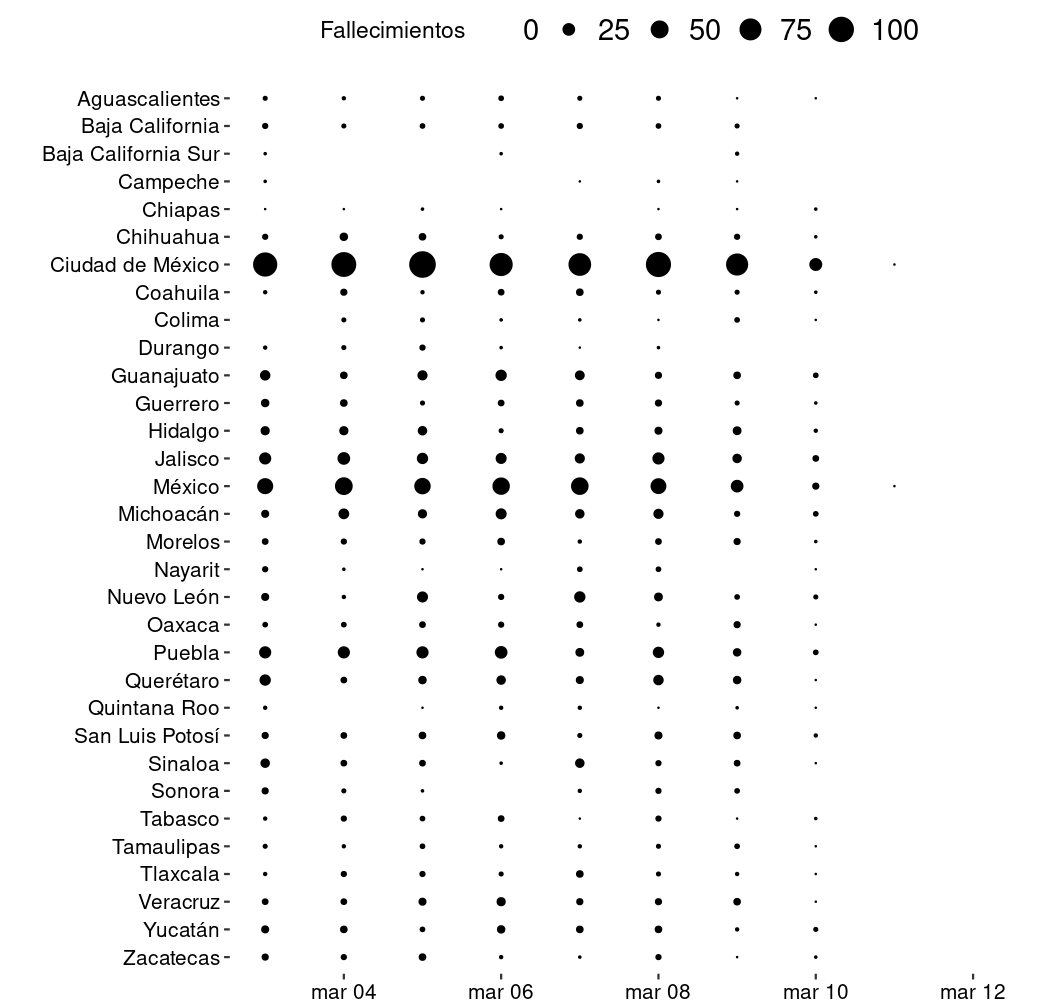 Fallecimientos 0 25 50 75 100
Aguascalientes
Baja California
Baja California Sur
Campeche
Chiapas
Chihuahua
Ciudad de México
Coahuila
Colima
Durango
Guanajuato
Guerrero
Hidalgo
Jalisco
México
Michoacán
Morelos
Nayarit
Nuevo León
Oaxaca
Puebla
Querétaro
Quintana Roo
San Luis Potosí
Sinaloa
Sonora
Tabasco
Tamaulipas
Tlaxcala
Veracruz
Yucatán
Zacatecas
mar 04 mar 06 mar 08 mar 10 mar 12